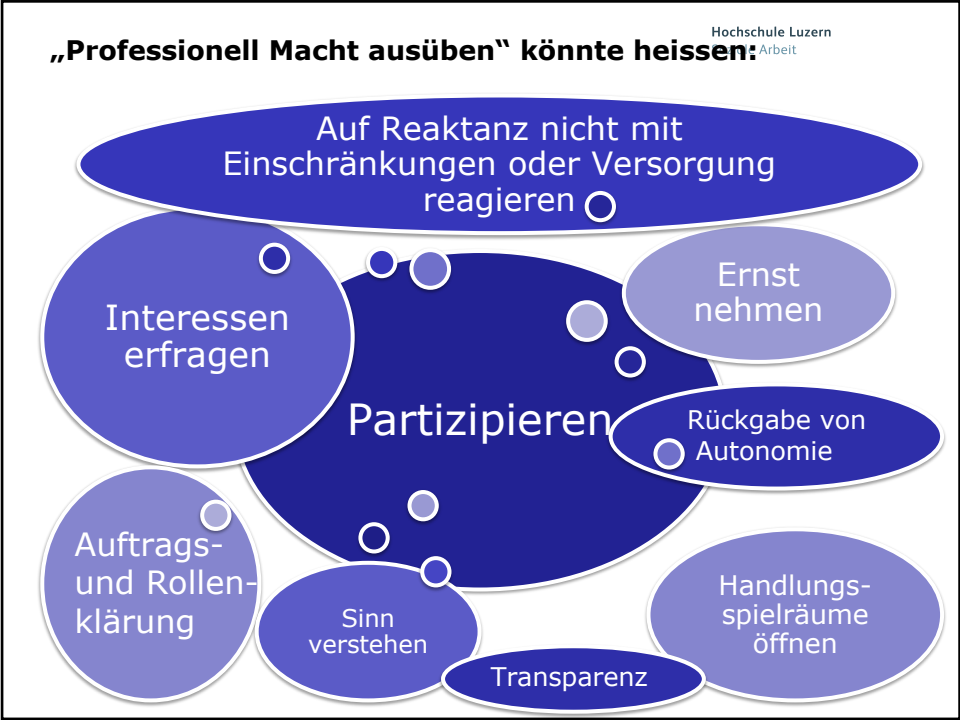 Hochschule Luzern
Soziale Arbeit
„Professionell Macht ausüben“ könnte heissen:
Auf Reaktanz nicht mit
Einschränkungen oder Versorgung
reagieren
Ernst
nehmen
Interessen
erfragen
Partizipieren
Rückgabe von
Autonomie
Auftrags-
und Rollen-
klärung
Sinn
verstehen
Handlungs-
spielräume
öffnen
Transparenz